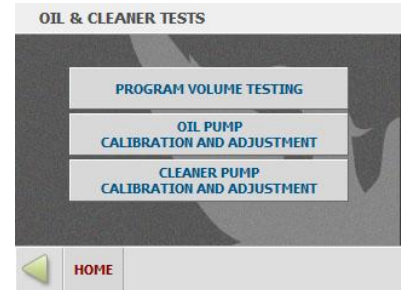 OIL & CLEANER TESTS
PROGRAM VOLUME TESTING
OIL PUMP
CALIBRATION AND ADJUSTMENT
CLEANER PUMP
CALIBRATION AND ADJUSTMENT
HOME